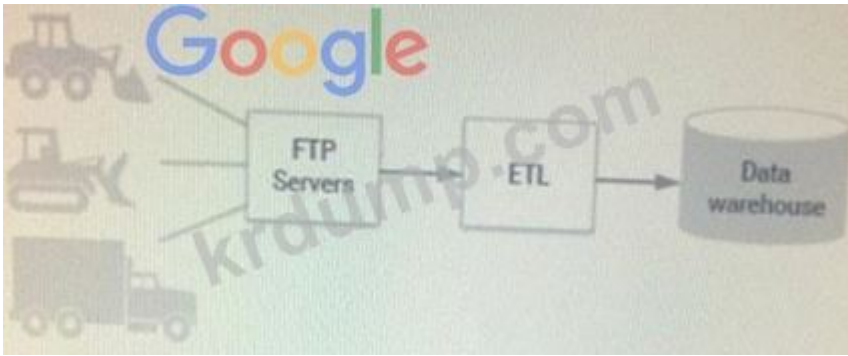 Google
FTP
Servers
ETL
Data
warehouse
krdump.com